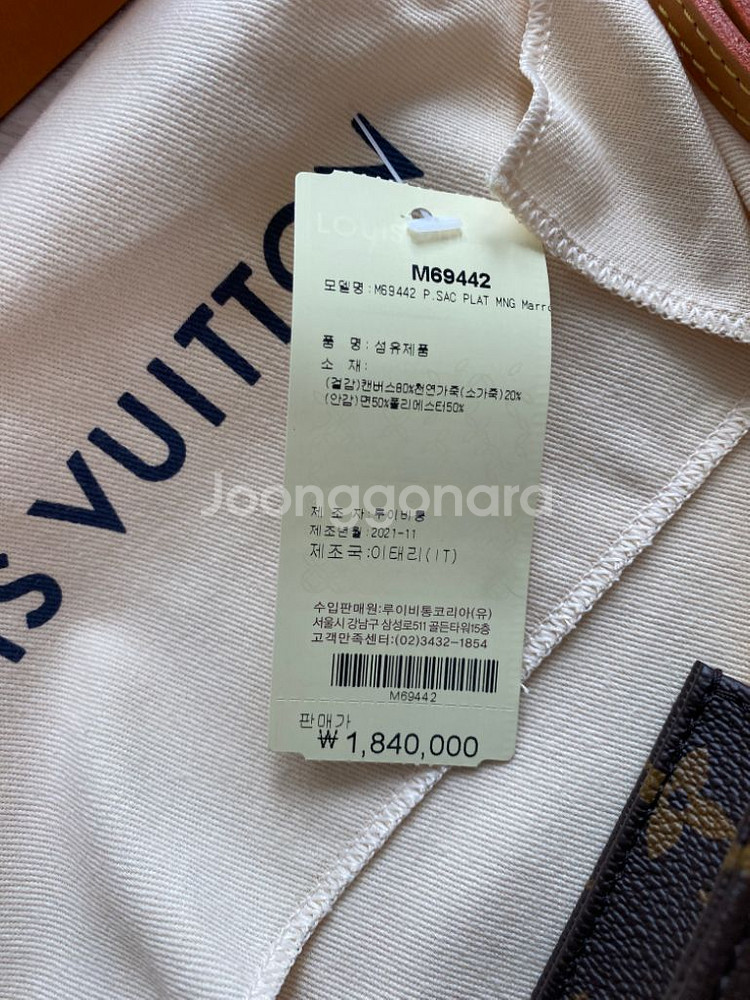 IS VUITTON
LOUIS
M69442
모델명:M69442 P.SAC PLAT MNG Marro
품 명:섬유제품
소 재:
(겉감)캔버스80%천연가죽(소가죽)20%
(안감)면50%폴리에스터50%
Joonggonara
제 조 자:루이비통
제조년월:2021-11
제조국:이태리(IT)
수입판매원:루이비통코리아(유)
서울시 강남구 삼성로511 골든타워15층
고객만족센터:(02)3432-1854
M69442
판매가
₩ 1,840,000